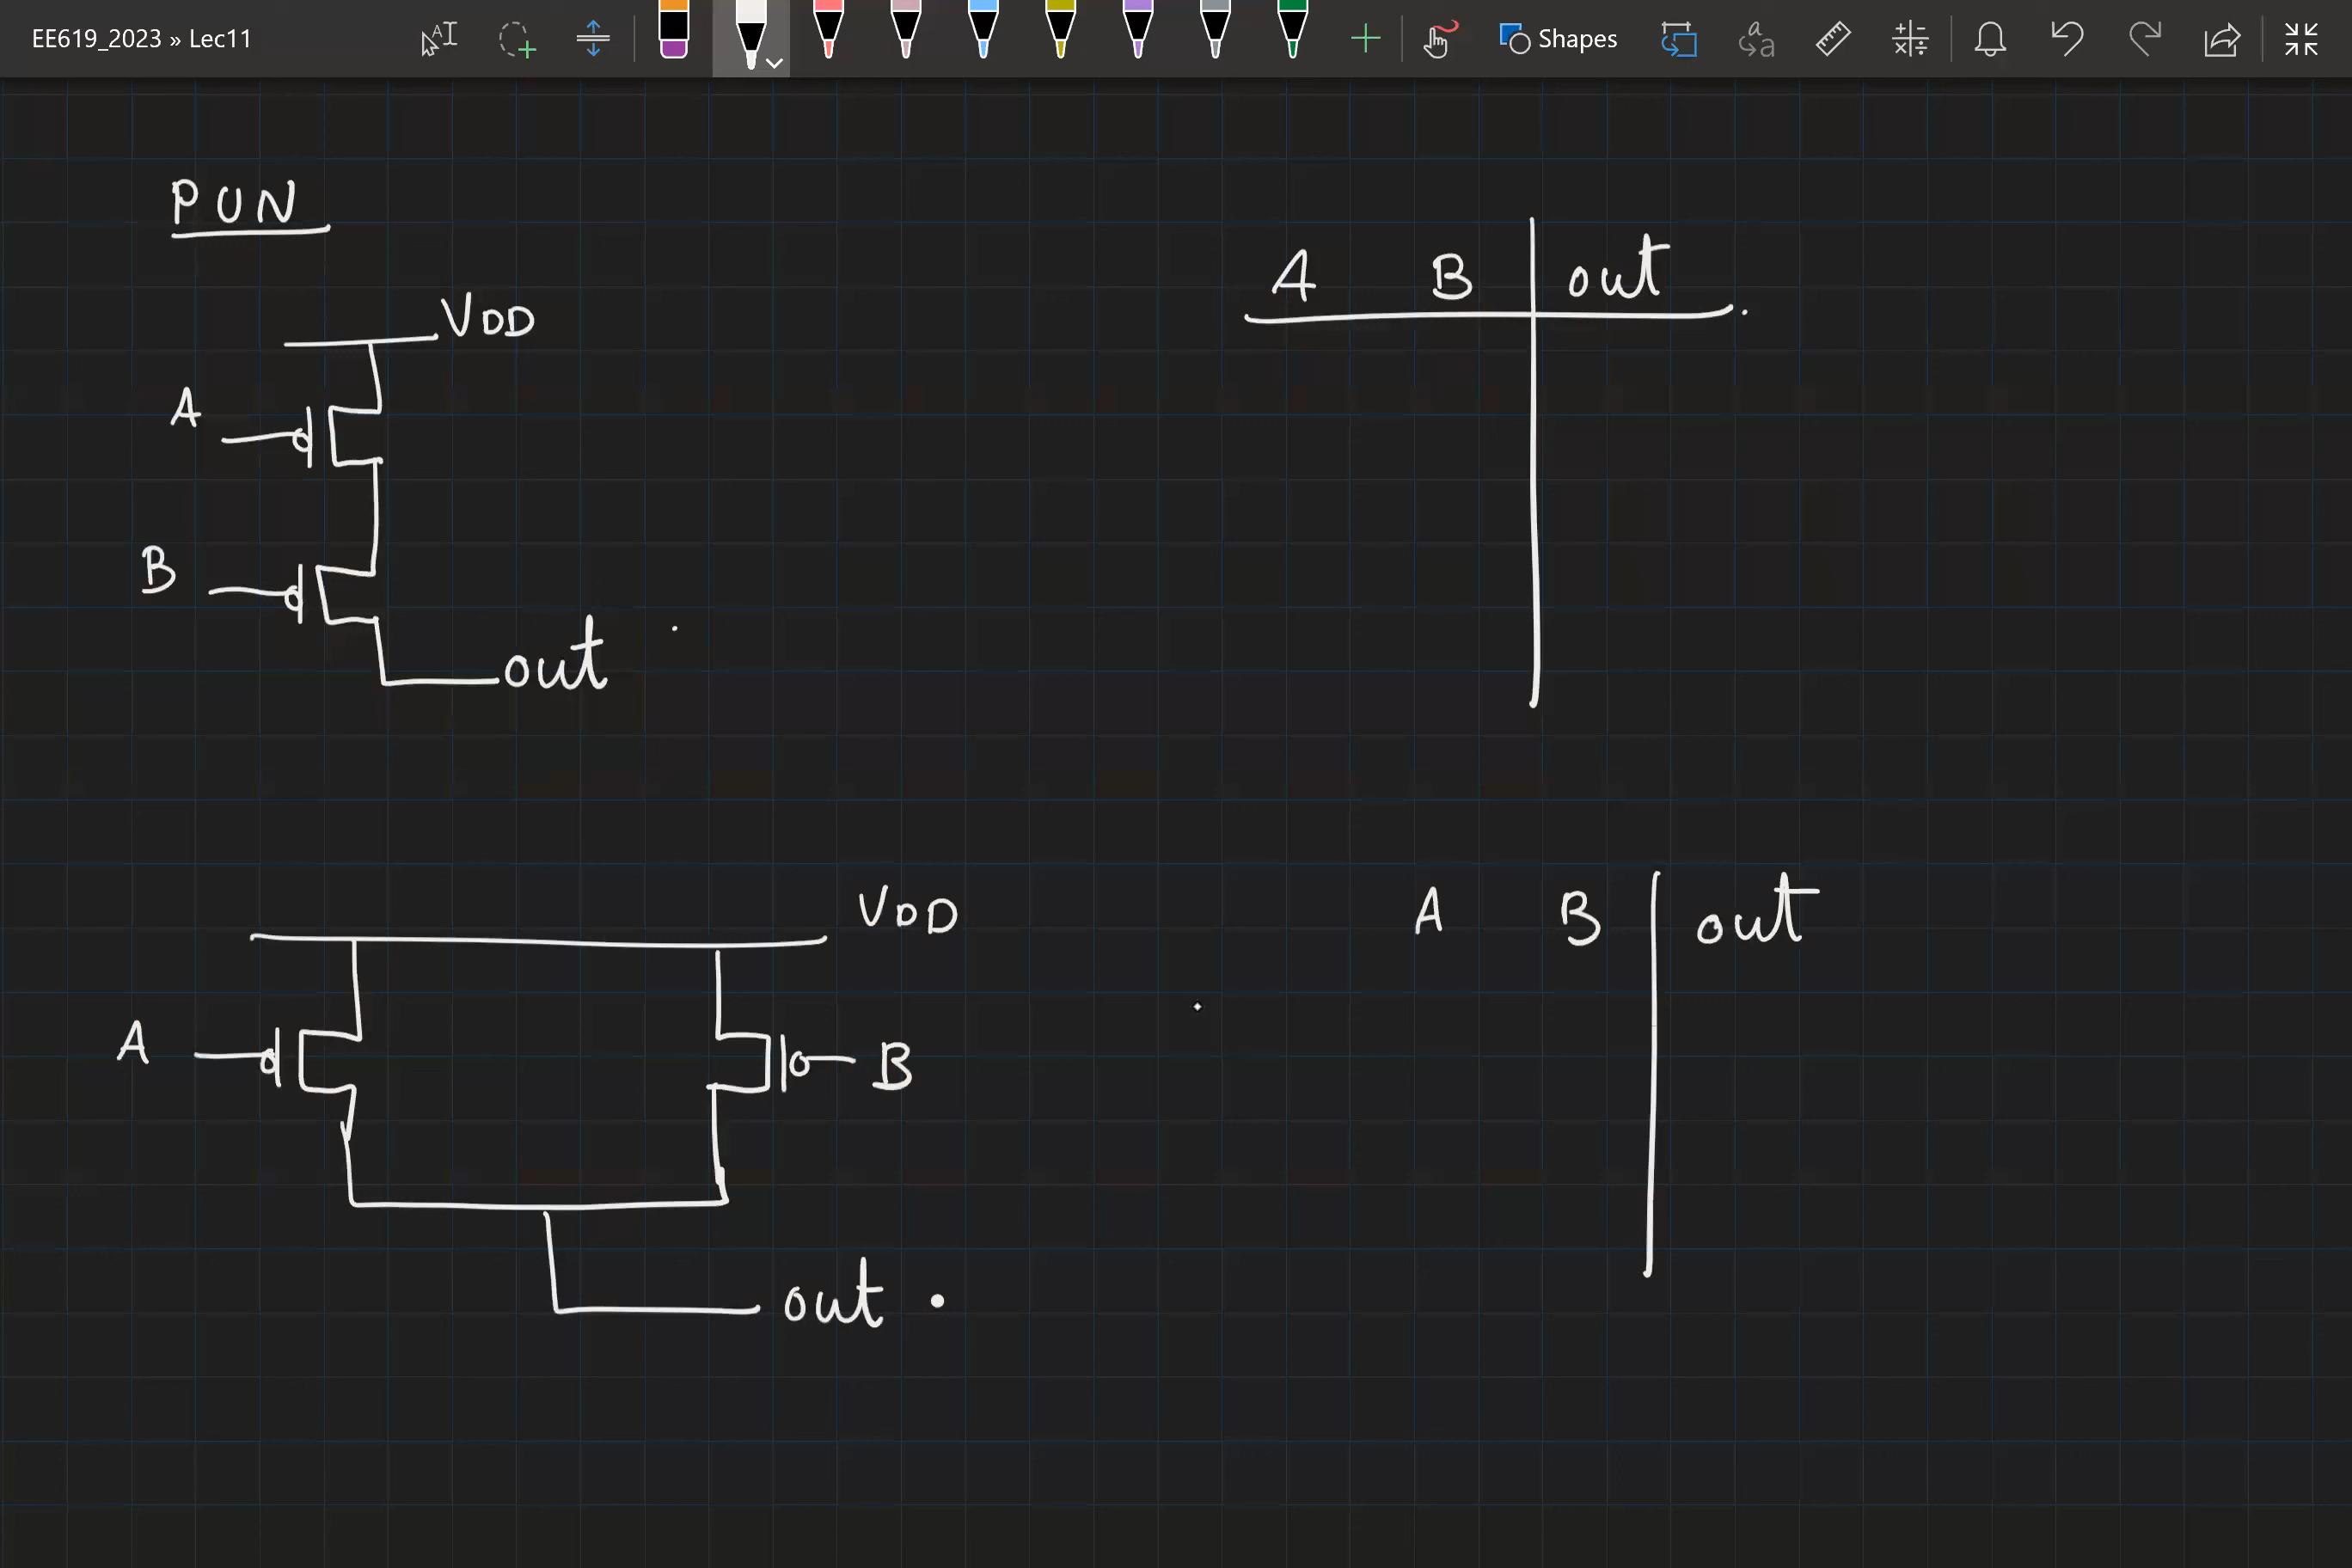 EE619_2023 » Lec11
Shapes
PUN
VDD
A
B
out
A B out
VDD
A
B
out
A B out